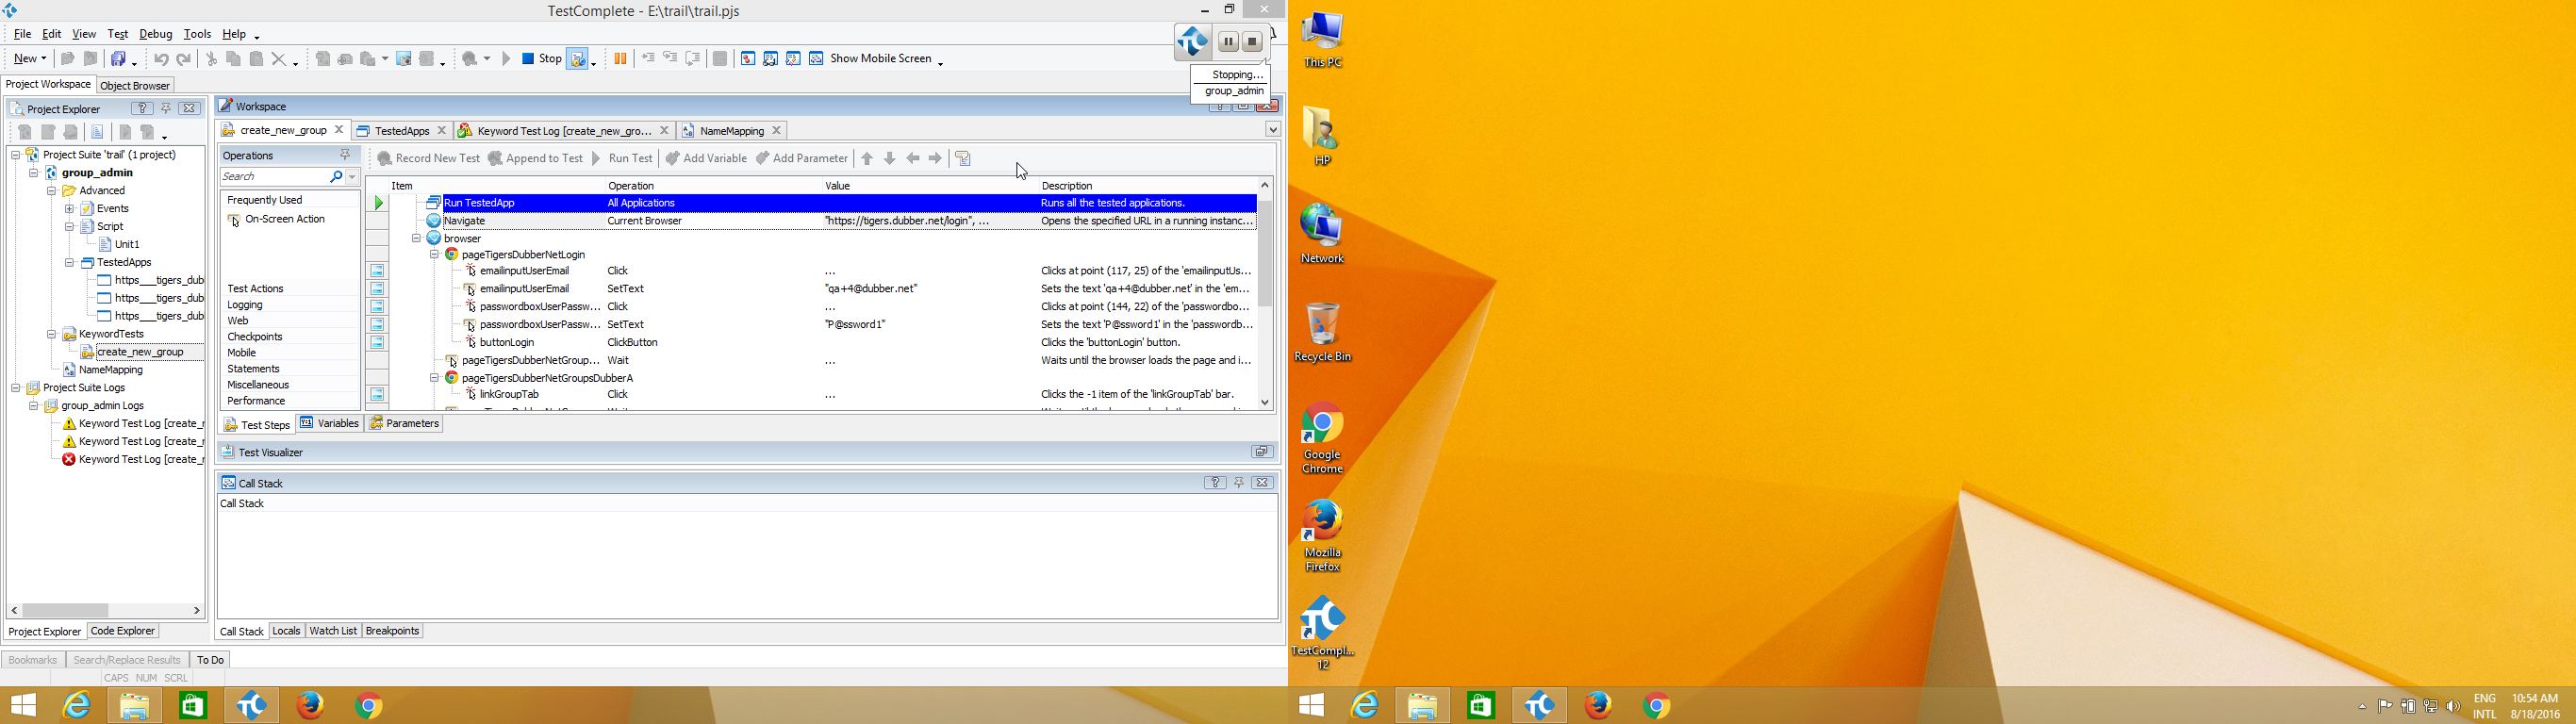 TestComplete - E:\trail\trail.pjs
File Edit View Test Debug Tools Help
New Stop Show Mobile Screen
Stopping...
group_admin
Project Workspace Object Browser
Project Explorer
Project Suite 'trail' (1 project)
group_admin
Advanced
Events
Script
Unit1
TestedApps
https___tigers_dub
https___tigers_dub
https___tigers_dub
KeywordTests
create_new_group
NameMapping
Project Suite Logs
group_admin Logs
Keyword Test Log [create_r
Keyword Test Log [create_r
Keyword Test Log [create_r
Project Explorer Code Explorer
Workspace
create_new_group TestedApps Keyword Test Log [create_new_gro... NameMapping
Operations
Search
Frequently Used
On-Screen Action
Test Actions
Logging
Web
Checkpoints
Mobile
Statements
Miscellaneous
Performance
Record New Test Append to Test Run Test Add Variable Add Parameter
Item Operation Value Description
Run TestedApp All Applications Runs all the tested applications.
Navigate Current Browser "https://tigers.dubber.net/login", ... Opens the specified URL in a running instanc...
browser
pageTigersDubberNetLogin
emailinputUserEmail Click ... Clicks at point (117, 25) of the 'emailinputUs...
emailinputUserEmail SetText "qa+4@dubber.net" Sets the text 'qa+4@dubber.net' in the 'em...
passwordboxUserPassw... Click ... Clicks at point (144, 22) of the 'passwordbo...
passwordboxUserPassw... SetText "P@ssword1" Sets the text 'P@ssword1' in the 'passwordb...
buttonLogin ClickButton Clicks the 'buttonLogin' button.
pageTigersDubberNetGroup... Wait ... Waits until the browser loads the page and i...
pageTigersDubberNetGroupsDubberA
linkGroupTab Click ... Clicks the -1 item of the 'linkGroupTab' bar.
Test Steps Variables Parameters
Test Visualizer
Call Stack
Call Stack
Call Stack Locals Watch List Breakpoints
Bookmarks Search/Replace Results To Do
CAPS NUM SCRL
This PC
HP
Network
Recycle Bin
Google
Chrome
Mozilla
Firefox
TestCompl...
12
ENG
INTL
10:54 AM
8/18/2016